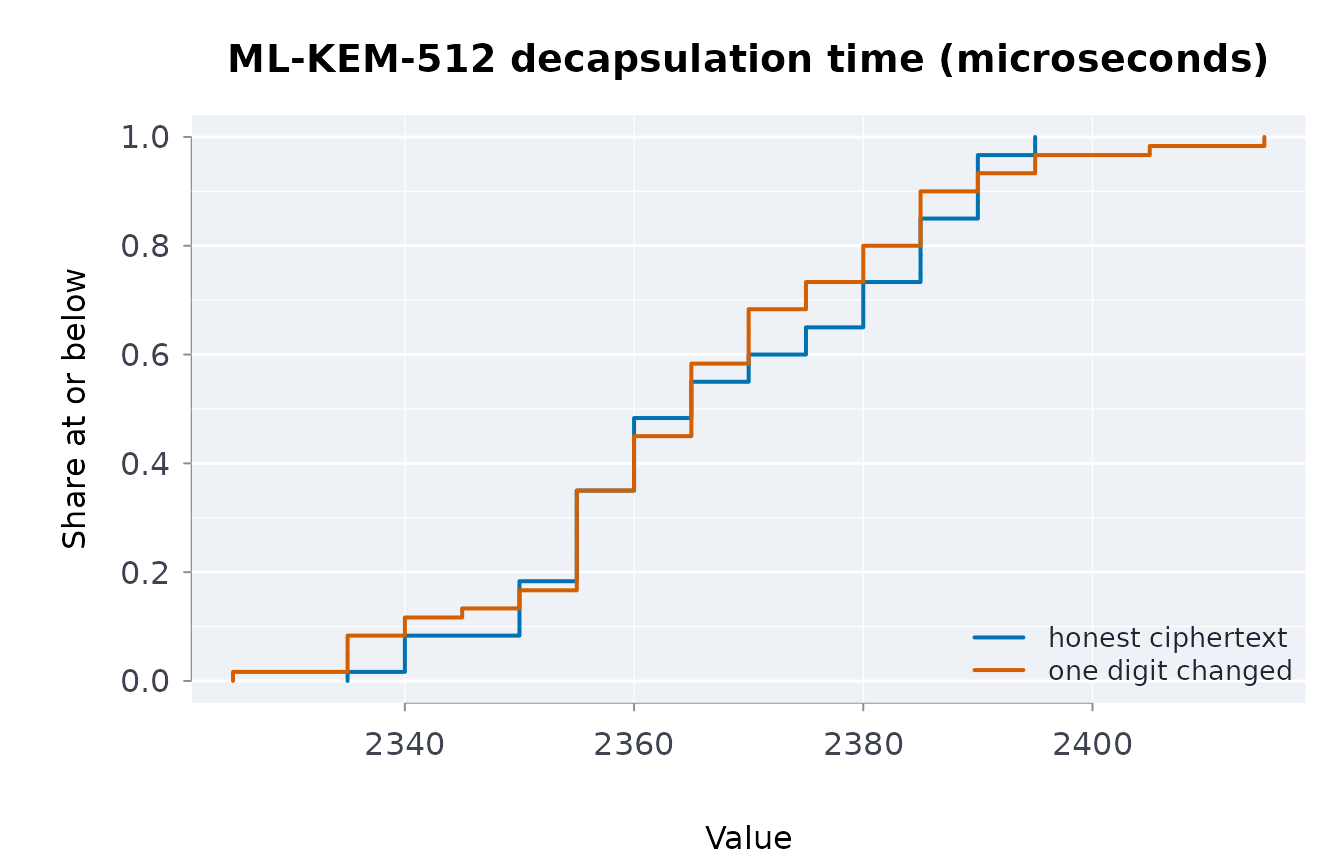 ML-KEM-512 decapsulation time (microseconds)
1.0
0.8
0.6
0.4
0.2
0.0
Share at or below
honest ciphertext
one digit changed
2340
2360
2380
2400
Value